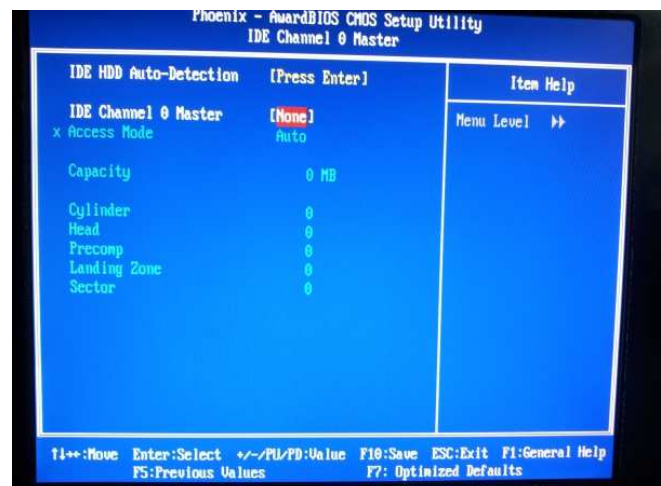 Phoenix - AwardBIOS CMOS Setup Utility
IDE Channel 0 Master
IDE HDD Auto-Detection [Press Enter]
IDE Channel 0 Master [None]
x Access Mode Auto
Capacity 0 MB
Cylinder 0
Head 0
Precomp 0
Landing Zone 0
Sector 0
Item Help
Menu Level ▸▸
↑↓→←:Move Enter:Select +/-/PU/PD:Value F10:Save ESC:Exit F1:General Help
F5:Previous Values F7: Optimized Defaults